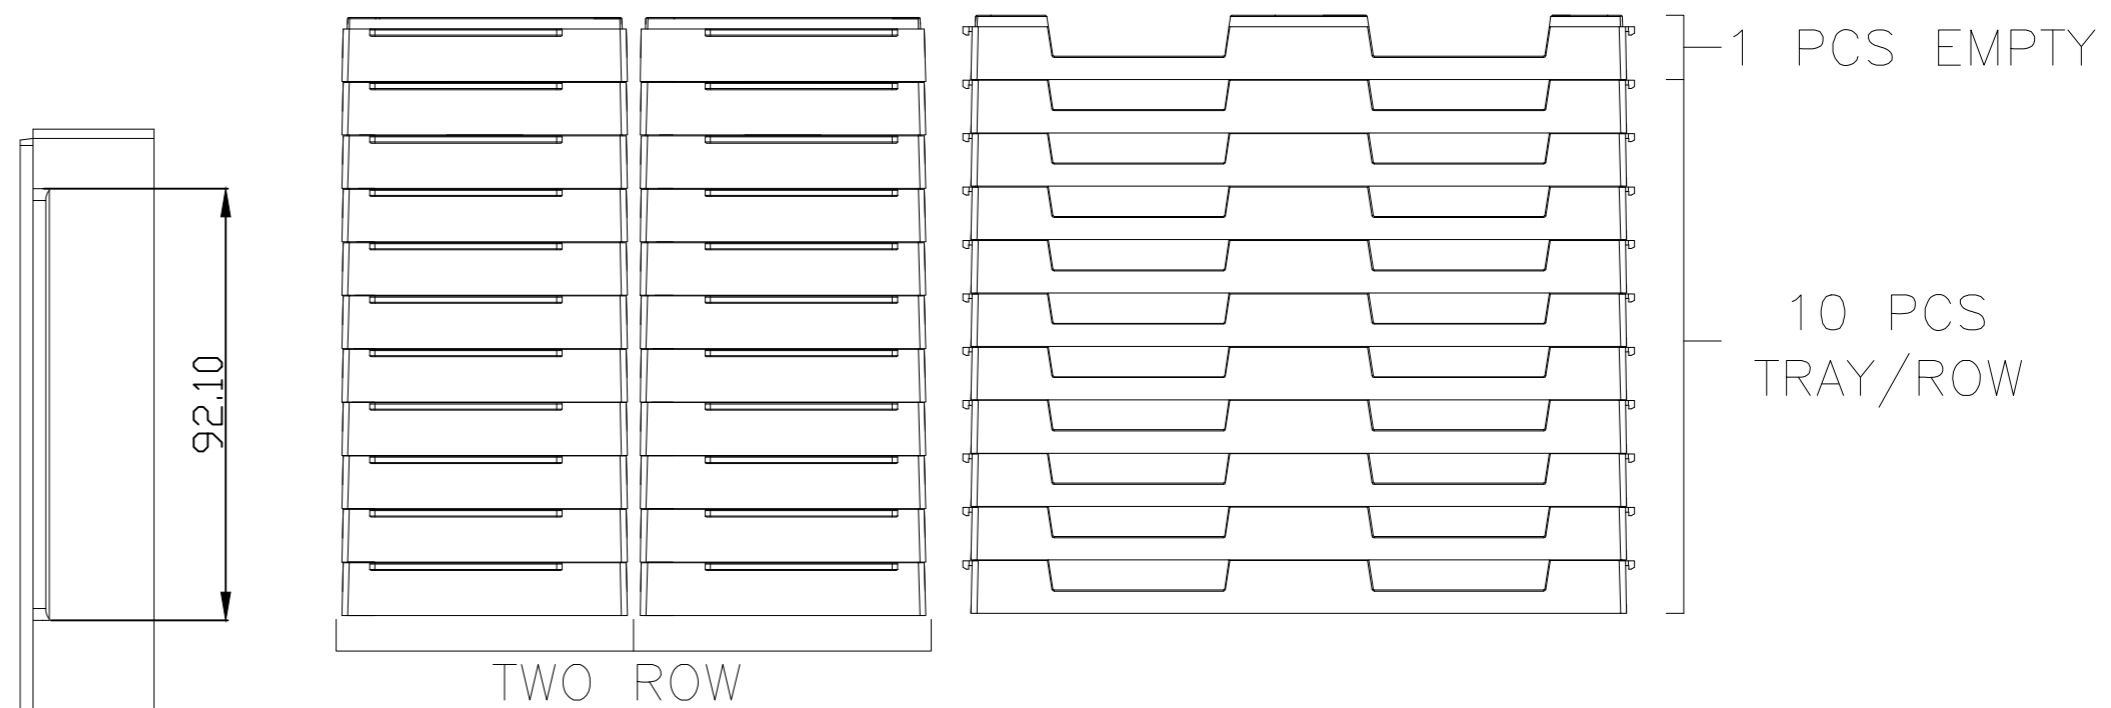 1 PCS EMPTY
92.10
10 PCS
TRAY/ROW
TWO ROW